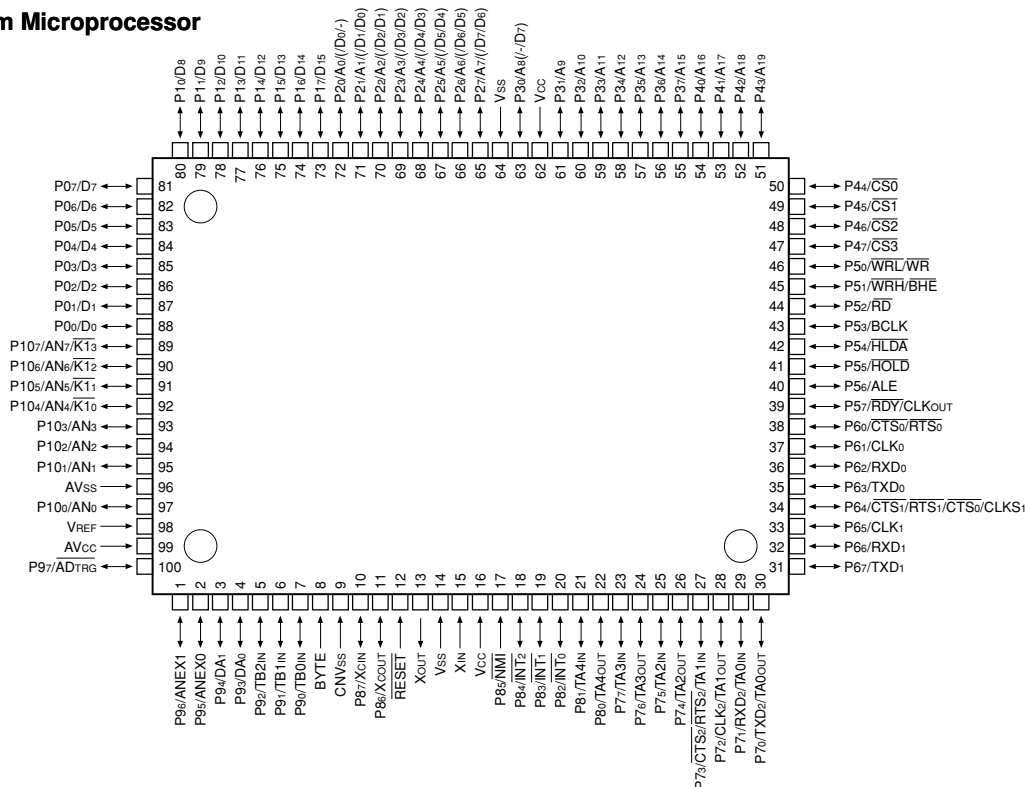 m Microprocessor
P10/D8
P11/D9
P12/D10
P13/D11
P14/D12
P15/D13
P16/D14
P17/D15
P20/A0(/D0/-)
P21/A1(/D1/D0)
P22/A2(/D2/D1)
P23/A3(/D3/D2)
P24/A4(/D4/D3)
P25/A5(/D5/D4)
P26/A6(/D6/D5)
P27/A7(/D7/D6)
Vss
P30/A8(/-/D7)
Vcc
P31/A9
P32/A10
P33/A11
P34/A12
P35/A13
P36/A14
P37/A15
P40/A16
P41/A17
P42/A18
P43/A19
80 79 78 77 76 75 74 73 72 71 70 69 68 67 66 65 64 63 62 61 60 59 58 57 56 55 54 53 52 51
P07/D7 81
P06/D6 82
P05/D5 83
P04/D4 84
P03/D3 85
P02/D2 86
P01/D1 87
P00/D0 88
P107/AN7/KI3 89
P106/AN6/KI2 90
P105/AN5/KI1 91
P104/AN4/KI0 92
P103/AN3 93
P102/AN2 94
P101/AN1 95
AVss 96
P100/AN0 97
VREF 98
AVcc 99
P97/ADTRG 100
50 P44/CS0
49 P45/CS1
48 P46/CS2
47 P47/CS3
46 P50/WRL/WR
45 P51/WRH/BHE
44 P52/RD
43 P53/BCLK
42 P54/HLDA
41 P55/HOLD
40 P56/ALE
39 P57/RDY/CLKOUT
38 P60/CTS0/RTS0
37 P61/CLK0
36 P62/RXD0
35 P63/TXD0
34 P64/CTS1/RTS1/CTS0/CLKS1
33 P65/CLK1
32 P66/RXD1
31 P67/TXD1
1 2 3 4 5 6 7 8 9 10 11 12 13 14 15 16 17 18 19 20 21 22 23 24 25 26 27 28 29 30
P96/ANEX1
P95/ANEX0
P94/DA1
P93/DA0
P92/TB2IN
P91/TB1IN
P90/TB0IN
BYTE
CNVss
P87/XCIN
P86/XCOUT
RESET
XOUT
Vss
XIN
Vcc
P85/NMI
P84/INT2
P83/INT1
P82/INT0
P81/TA4IN
P80/TA4OUT
P77/TA3IN
P76/TA3OUT
P75/TA2IN
P74/TA2OUT
P73/CTS2/RTS2/TA1IN
P72/CLK2/TA1OUT
P71/RXD2/TA0IN
P70/TXD2/TA0OUT